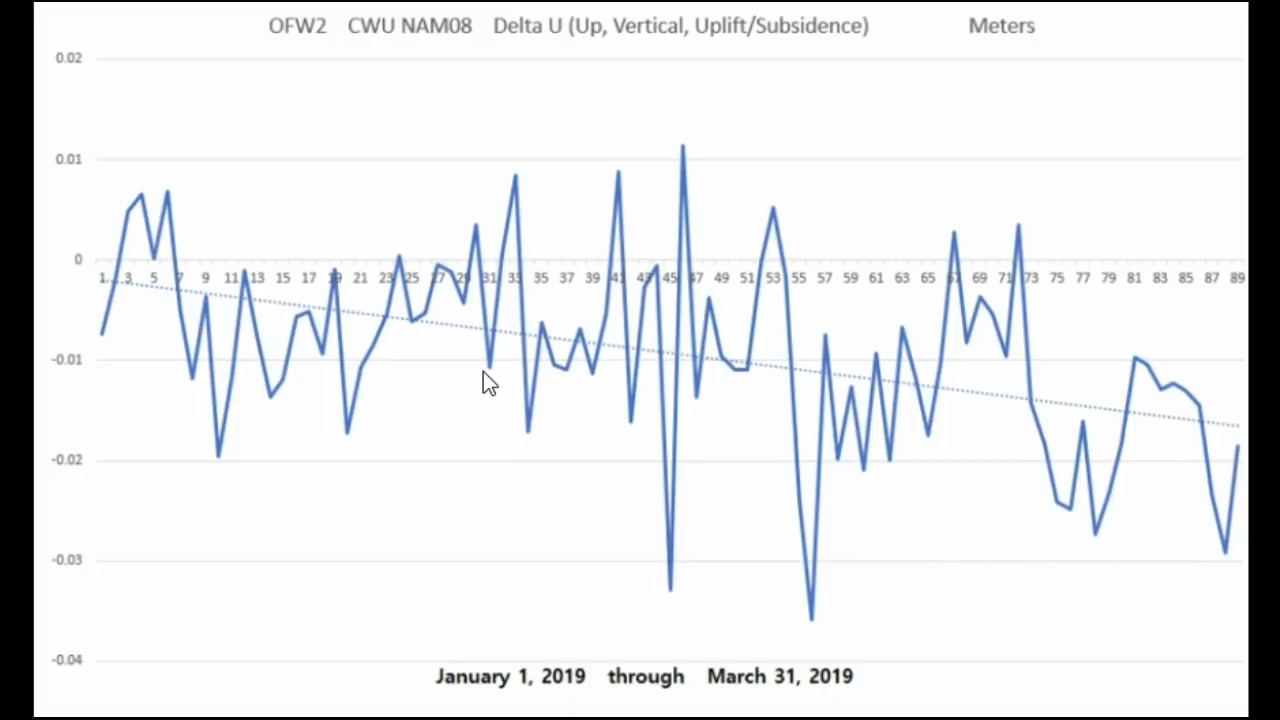 OFW2 CWU NAM08 Delta U (Up, Vertical, Uplift/Subsidence) Meters
0.02
0.01
0
1 3 5 7 9 11 13 15 17 19 21 23 25 27 29 31 33 35 37 39 41 43 45 47 49 51 53 55 57 59 61 63 65 67 69 71 73 75 77 79 81 83 85 87 89
-0.01
-0.02
-0.03
-0.04
January 1, 2019 through March 31, 2019